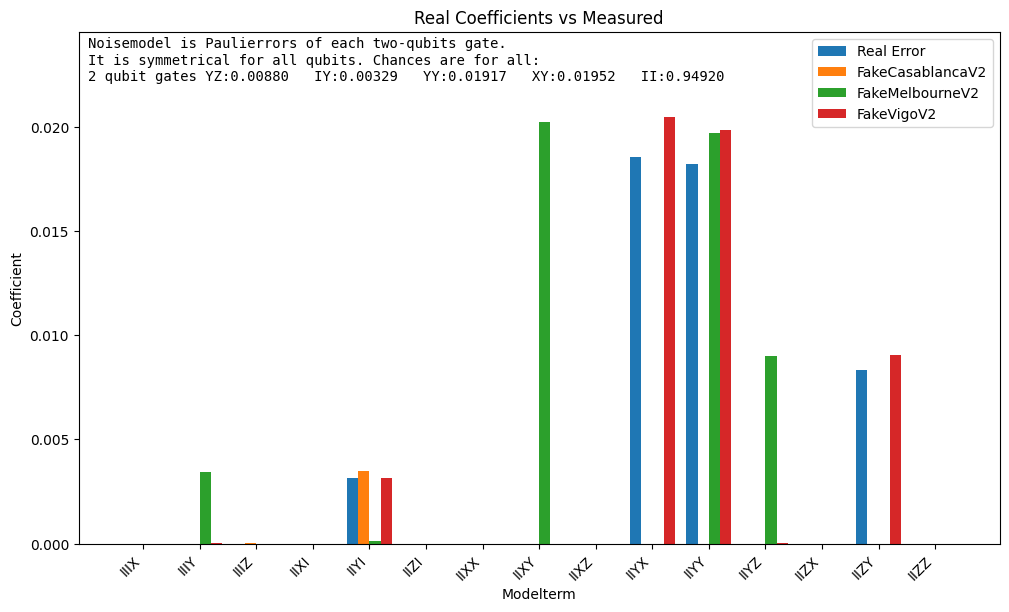 Real Coefficients vs Measured
Noisemodel is Paulierrors of each two-qubits gate.
It is symmetrical for all qubits. Chances are for all:
2 qubit gates YZ:0.00880   IY:0.00329   YY:0.01917   XY:0.01952   II:0.94920
Real Error
FakeCasablancaV2
FakeMelbourneV2
FakeVigoV2
Coefficient
0.020
0.015
0.010
0.005
0.000
IIIX IIIY IIIZ IIXI IIYI IIZI IIXX IIXY IIXZ IIYX IIYY IIYZ IIZX IIZY IIZZ
Modelterm